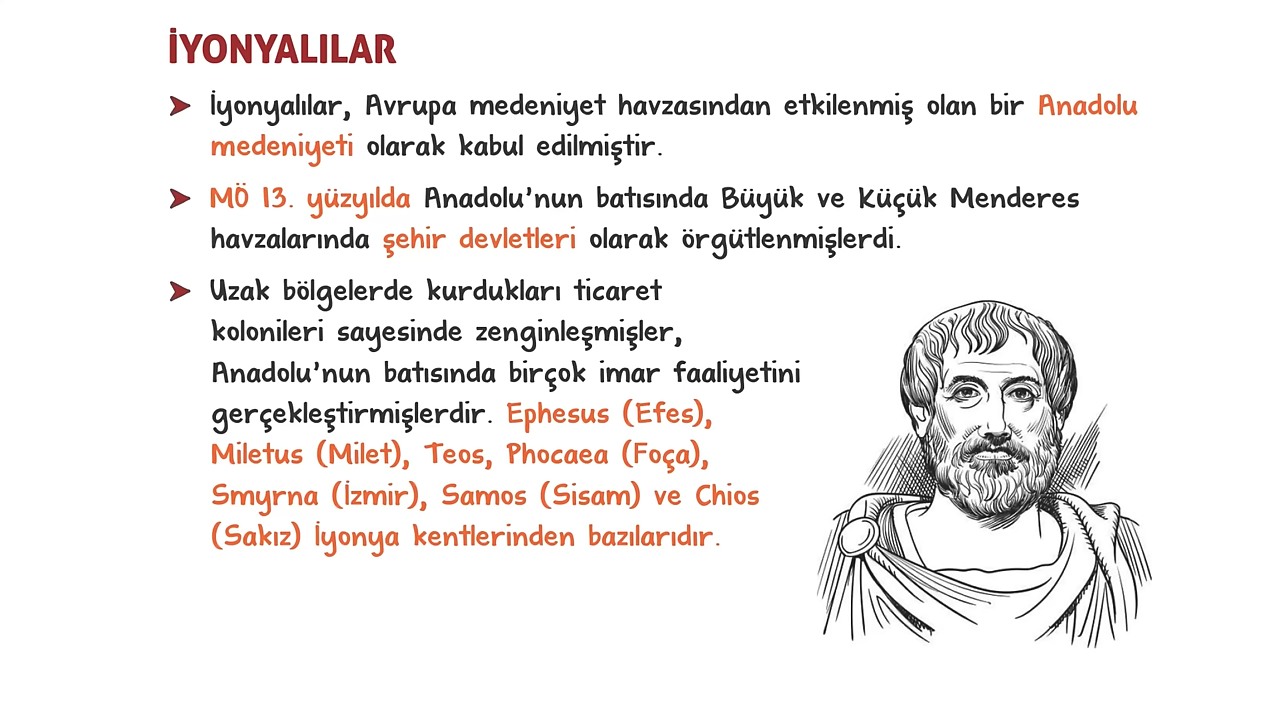 İYONYALILAR
➤ İyonyalılar, Avrupa medeniyet havzasından etkilenmiş olan bir Anadolu
medeniyeti olarak kabul edilmiştir.
➤ MÖ 13. yüzyılda Anadolu'nun batısında Büyük ve Küçük Menderes
havzalarında şehir devletleri olarak örgütlenmişlerdi.
➤ Uzak bölgelerde kurdukları ticaret
kolonileri sayesinde zenginleşmişler,
Anadolu'nun batısında birçok imar faaliyetini
gerçekleştirmişlerdir. Ephesus (Efes),
Miletus (Milet), Teos, Phocaea (Foça),
Smyrna (İzmir), Samos (Sisam) ve Chios
(Sakız) İyonya kentlerinden bazılarıdır.